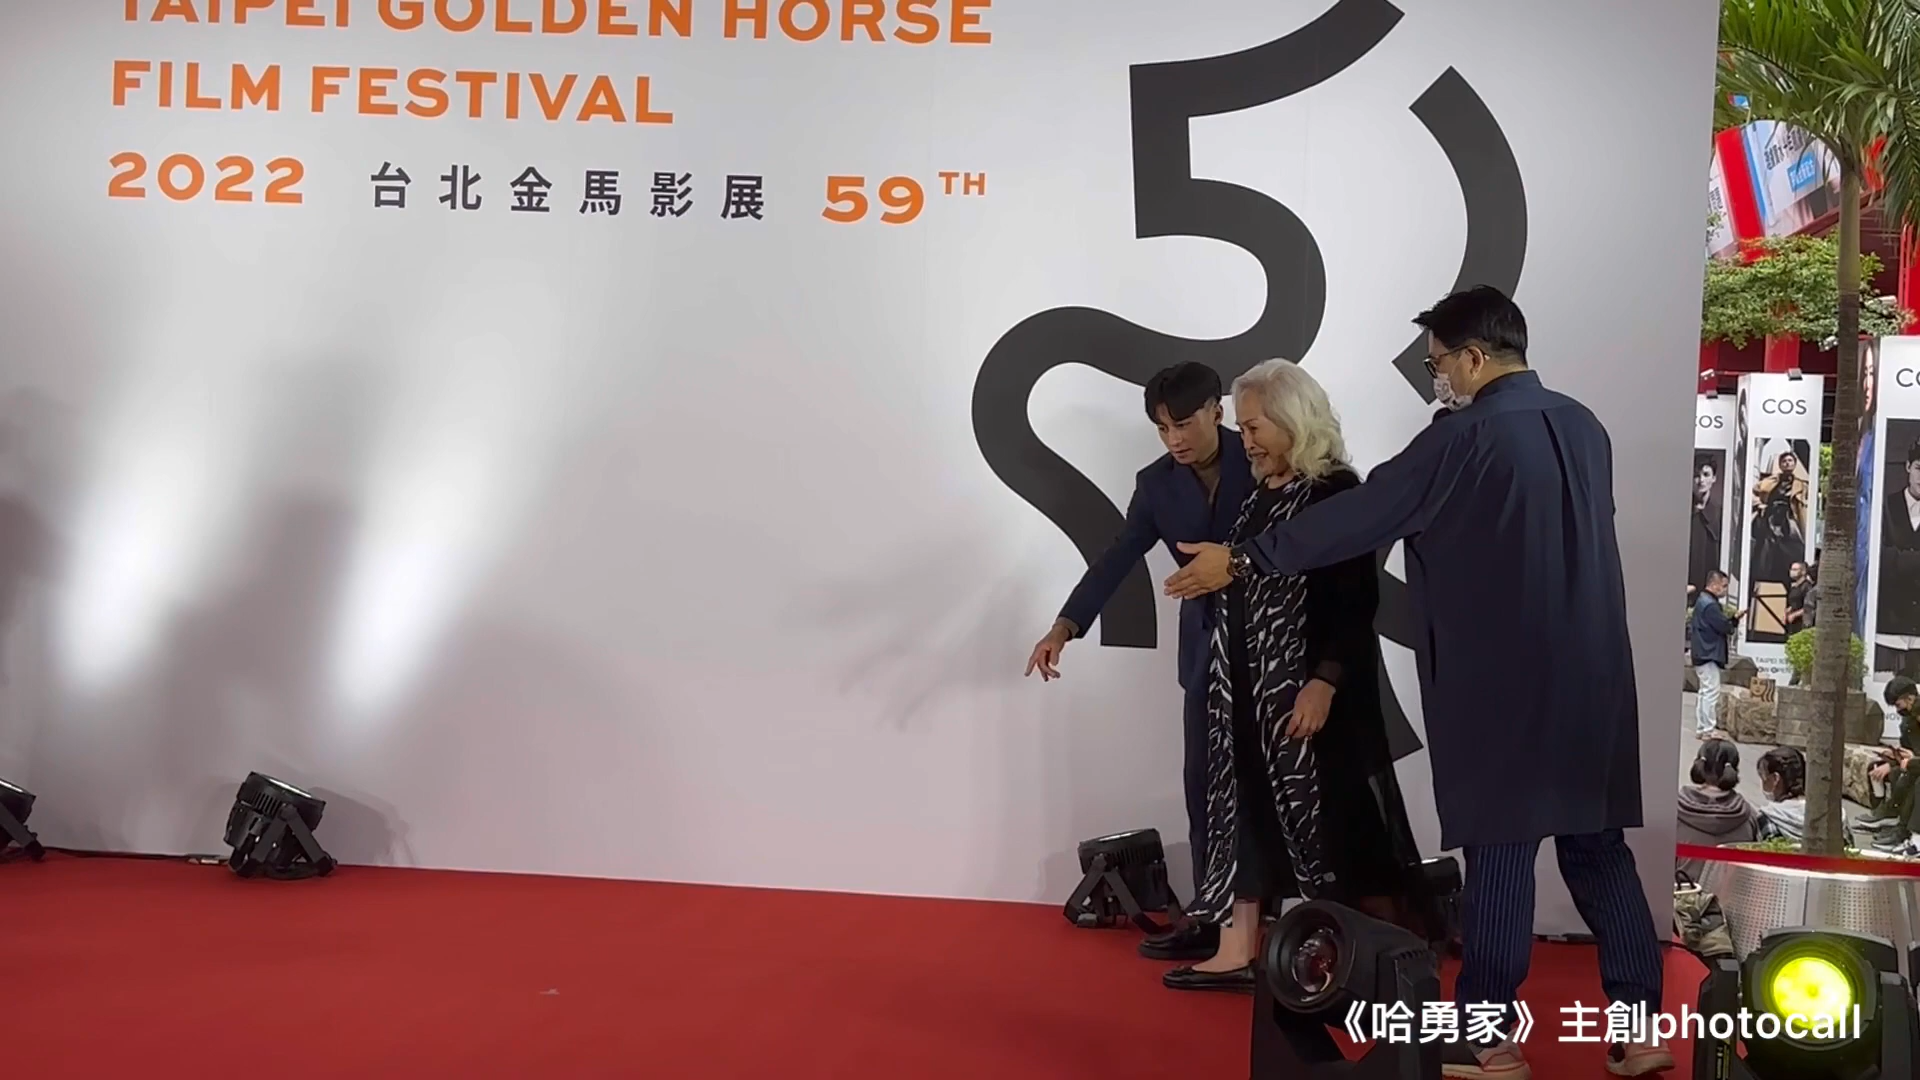 TAIPEI GOLDEN HORSE
FILM FESTIVAL
2022 台北金馬影展 59TH
5
COS
COS
《哈勇家》主創photocall